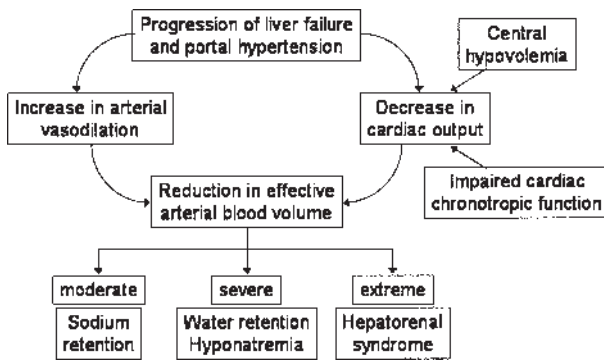 Progression of liver failure
and portal hypertension
Central
hypovolemia
Increase in arterial
vasodilation
Decrease in
cardiac output
Reduction in effective
arterial blood volume
Impaired cardiac
chronotropic function
moderate
severe
extreme
Sodium
retention
Water retention
Hyponatremia
Hepatorenal
syndrome